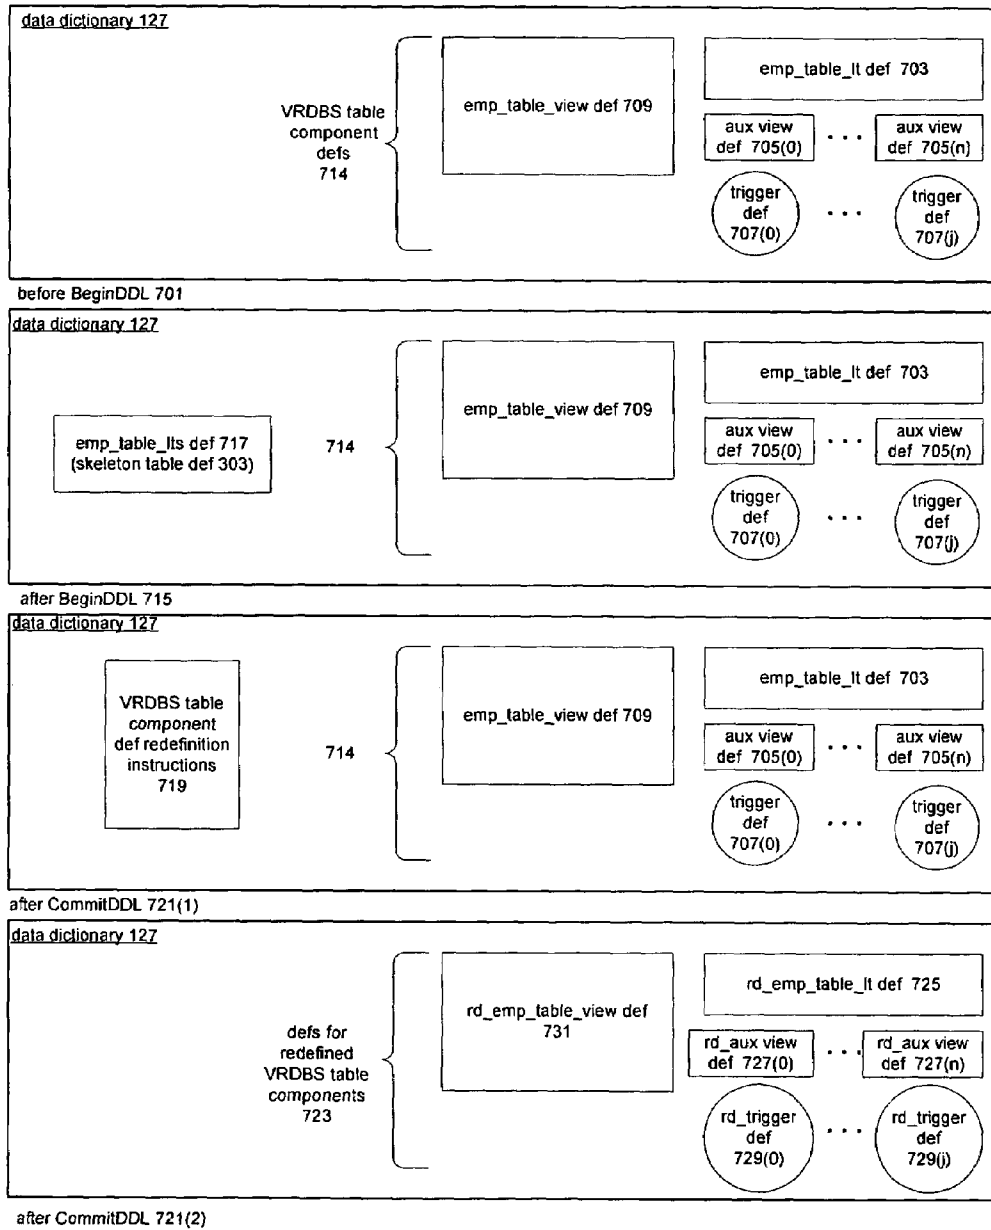 data dictionary 127
VRDBS table
component
defs
714
emp_table_view def 709
emp_table_lt def 703
aux view
def 705(0)
• • •
aux view
def 705(n)
trigger
def
707(0)
• • •
trigger
def
707(j)
before BeginDDL 701
data dictionary 127
emp_table_lts def 717
(skeleton table def 303)
714
emp_table_view def 709
emp_table_lt def 703
aux view
def 705(0)
• • •
aux view
def 705(n)
trigger
def
707(0)
• • •
trigger
def
707(j)
after BeginDDL 715
data dictionary 127
VRDBS table
component
def redefinition
instructions
719
714
emp_table_view def 709
emp_table_lt def 703
aux view
def 705(0)
• • •
aux view
def 705(n)
trigger
def
707(0)
• • •
trigger
def
707(j)
after CommitDDL 721(1)
data dictionary 127
defs for
redefined
VRDBS table
components
723
rd_emp_table_view def
731
rd_emp_table_lt def 725
rd_aux view
def 727(0)
• • •
rd_aux view
def 727(n)
rd_trigger
def
729(0)
• • •
rd_trigger
def
729(j)
after CommitDDL 721(2)